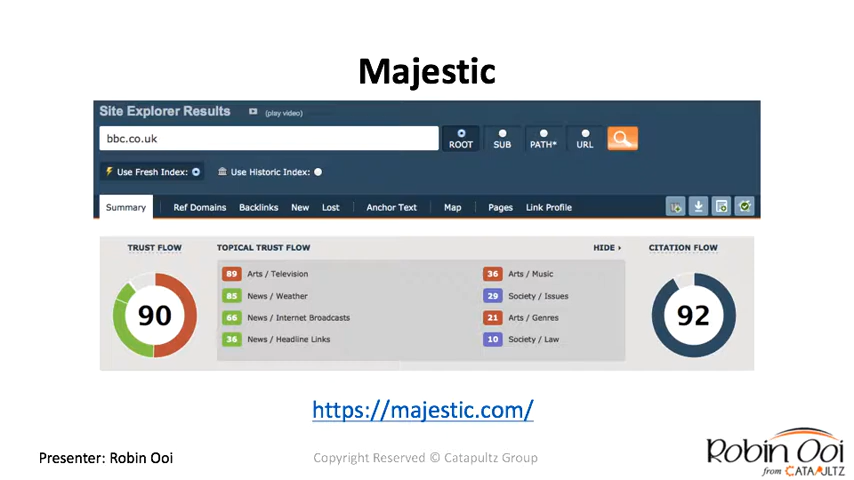 Majestic
Site Explorer Results (play video)
bbc.co.uk
ROOT SUB PATH* URL
Use Fresh Index: Use Historic Index:
Summary Ref Domains Backlinks New Lost Anchor Text Map Pages Link Profile
TRUST FLOW TOPICAL TRUST FLOW HIDE CITATION FLOW
89 Arts / Television 36 Arts / Music
85 News / Weather 29 Society / Issues
90 92
66 News / Internet Broadcasts 21 Arts / Genres
36 News / Headline Links 10 Society / Law
https://majestic.com/
Presenter: Robin Ooi
Copyright Reserved © Catapultz Group
Robin Ooi
from CATAPULTZ